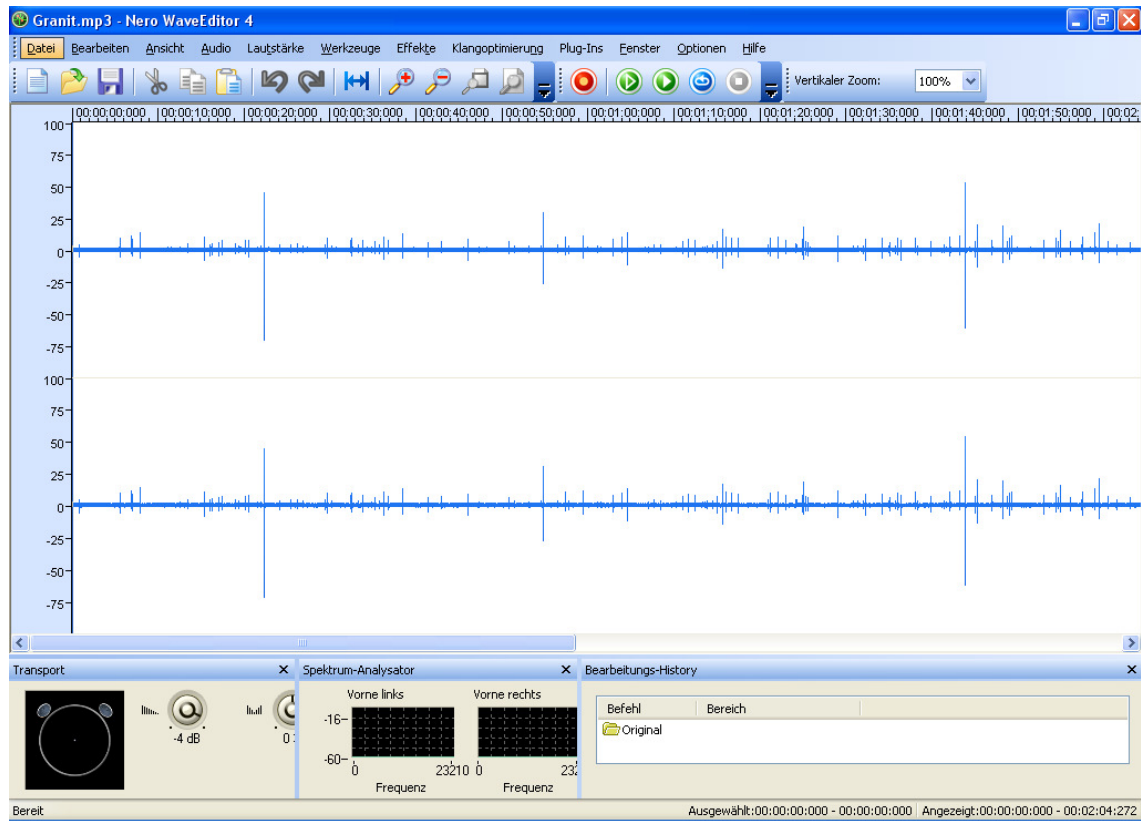 Granit.mp3 - Nero WaveEditor 4
Datei Bearbeiten Ansicht Audio Lautstärke Werkzeuge Effekte Klangoptimierung Plug-Ins Fenster Optionen Hilfe
Vertikaler Zoom: 100%
00:00:00:000 00:00:10:000 00:00:20:000 00:00:30:000 00:00:40:000 00:00:50:000 00:01:00:000 00:01:10:000 00:01:20:000 00:01:30:000 00:01:40:000 00:01:50:000 00:02:
100
75
50
25
0
-25
-50
-75
100
75
50
25
0
-25
-50
-75
Transport Spektrum-Analysator Bearbeitungs-History
Vorne links Vorne rechts
Befehl Bereich
-16
Original
-4 dB 0
-60
0 23210 0 232
Frequenz Frequenz
Bereit Ausgewählt:00:00:00:000 - 00:00:00:000 Angezeigt:00:00:00:000 - 00:02:04:272